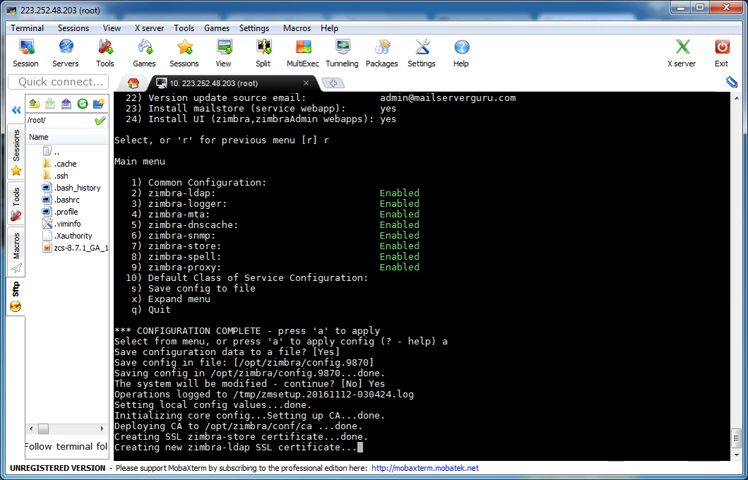 223.252.48.203 (root)
Terminal Sessions View X server Tools Games Settings Macros Help
Session Servers Tools Games Sessions View Split MultiExec Tunneling Packages Settings Help X server Exit
Quick connect...
10. 223.252.48.203 (root)
/root/
Name
..
.cache
.ssh
.bash_history
.bashrc
.profile
.viminfo
.Xauthority
zcs-8.7.1_GA_1
Sessions
Tools
Macros
Sftp
Follow terminal fol
22) Version update source email: admin@mailserverguru.com
23) Install mailstore (service webapp): yes
24) Install UI (zimbra,zimbraAdmin webapps): yes
Select, or 'r' for previous menu [r] r
Main menu
1) Common Configuration:
2) zimbra-ldap: Enabled
3) zimbra-logger: Enabled
4) zimbra-mta: Enabled
5) zimbra-dnscache: Enabled
6) zimbra-snmp: Enabled
7) zimbra-store: Enabled
8) zimbra-spell: Enabled
9) zimbra-proxy: Enabled
10) Default Class of Service Configuration:
s) Save config to file
x) Expand menu
q) Quit
*** CONFIGURATION COMPLETE - press 'a' to apply
Select from menu, or press 'a' to apply config (? - help) a
Save configuration data to a file? [Yes]
Save config in file: [/opt/zimbra/config.9870]
Saving config in /opt/zimbra/config.9870...done.
The system will be modified - continue? [No] Yes
Operations logged to /tmp/zmsetup.20161112-030424.log
Setting local config values...done.
Initializing core config...Setting up CA...done.
Deploying CA to /opt/zimbra/conf/ca ...done.
Creating SSL zimbra-store certificate...done.
Creating new zimbra-ldap SSL certificate...
UNREGISTERED VERSION - Please support MobaXterm by subscribing to the professional edition here: http://mobaxterm.mobatek.net